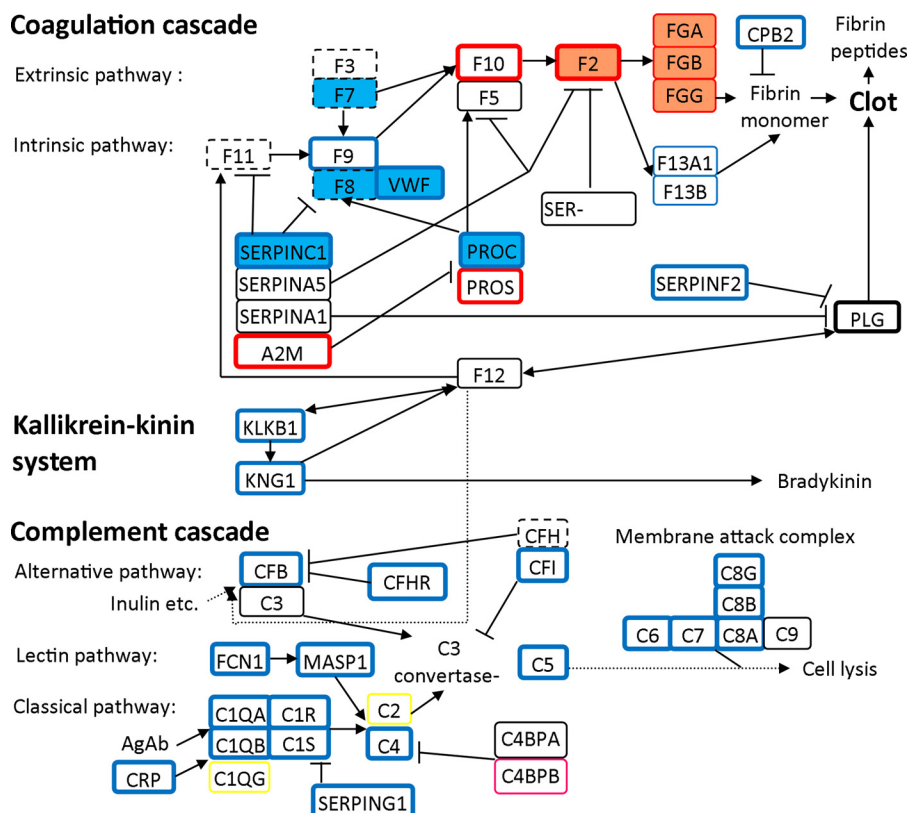 Coagulation cascade
Extrinsic pathway :
F3
F7
F10
F5
F2
FGA
FGB
FGG
CPB2
Fibrin
peptides
Fibrin
monomer
Clot
Intrinsic pathway:
F11
F9
F8
VWF
F13A1
F13B
SER-
SERPINC1
SERPINA5
SERPINA1
A2M
PROC
PROS
SERPINF2
PLG
F12
Kallikrein-kinin
system
KLKB1
KNG1
Bradykinin
Complement cascade
Alternative pathway:
Inulin etc.
CFB
C3
CFHR
CFH
CFI
Membrane attack complex
C8G
C8B
C6
C7
C8A
C9
Cell lysis
Lectin pathway:
FCN1
MASP1
C3
convertase-
C5
Classical pathway:
AgAb
CRP
C1QA
C1R
C1QB
C1S
C1QG
C2
C4
C4BPA
C4BPB
SERPING1